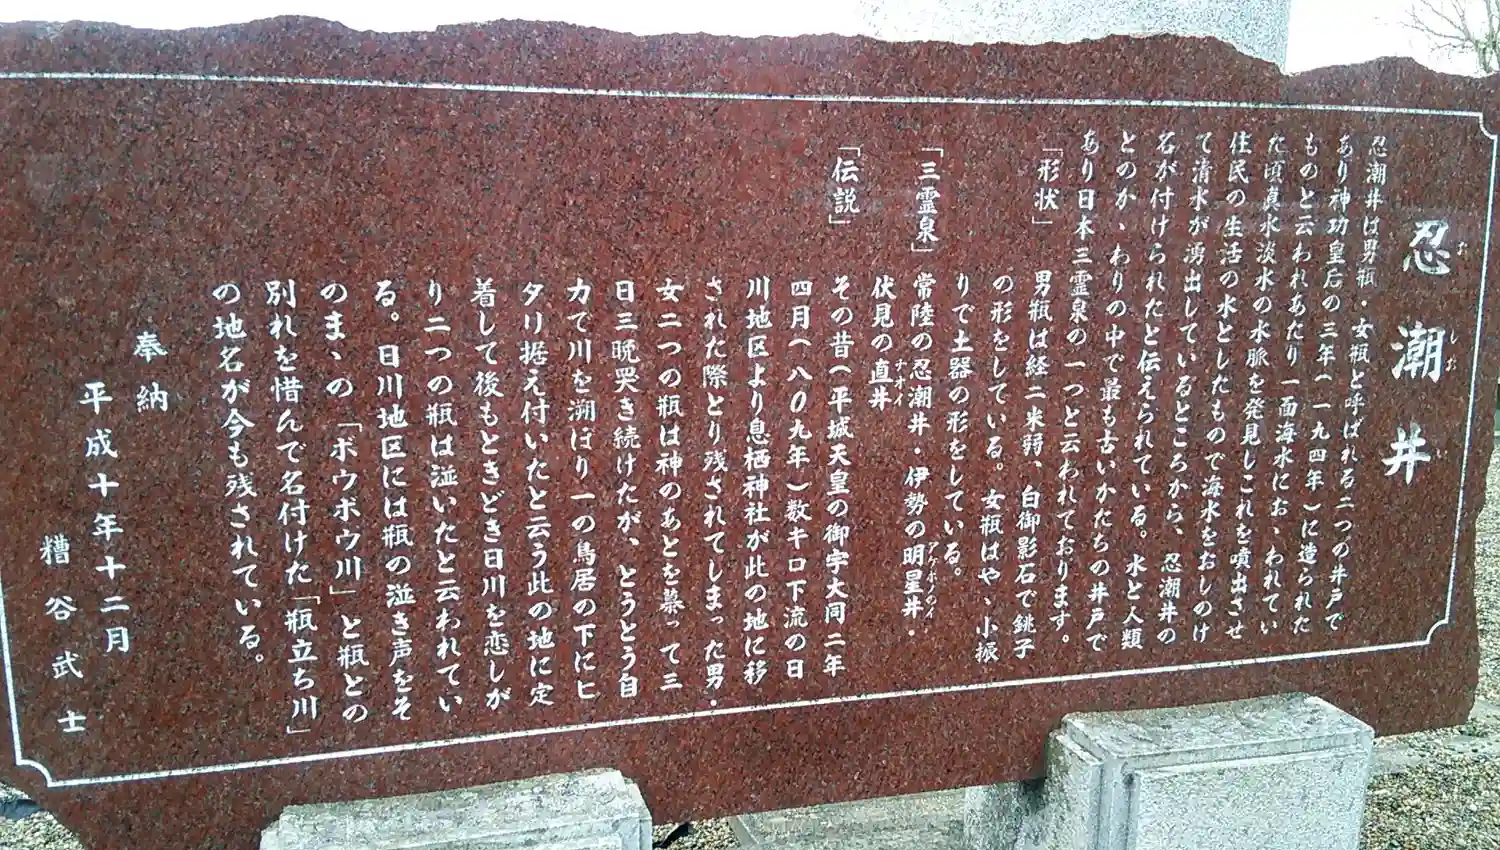 忍潮井
おしおい
忍潮井は男瓶・女瓶と呼ばれる二つの井戸で
あり神功皇后の三年(一九四年)に造られた
ものと云われあたり一面海水におゝわれてい
た頃真水淡水の水脈を発見しこれを噴出させ
住民の生活の水としたもので海水をおしのけ
て清水が湧出しているところから、忍潮井の
名が付けられたと伝えられている。水と人類
とのかゝわりの中で最も古いかたちの井戸で
あり日本三霊泉の一つと云われております。
「形状」 男瓶は経二米弱、白御影石で銚子
の形をしている。女瓶はやゝ小振
りで土器の形をしている。
「三霊泉」 常陸の忍潮井・伊勢の明星井・
アケボノイ
伏見の直井
ナオイ
「伝説」 その昔(平城天皇の御宇大同二年
四月(八〇九年)数キロ下流の日
川地区より息栖神社が此の地に移
された際とり残されてしまった男・
女二つの瓶は神のあとを慕って三
日三晩哭き続けたが、とうとう自
力で川を溯ぼり一の鳥居の下にヒ
タリ据え付いたと云う此の地に定
着して後もときどき日川を恋しが
り二つの瓶は泣いたと云われてい
る。日川地区には瓶の泣き声をそ
のまゝの「ボウボウ川」と瓶との
別れを惜んで名付けた「瓶立ち川」
の地名が今も残されている。
奉納
平成十年十二月
糟谷武士